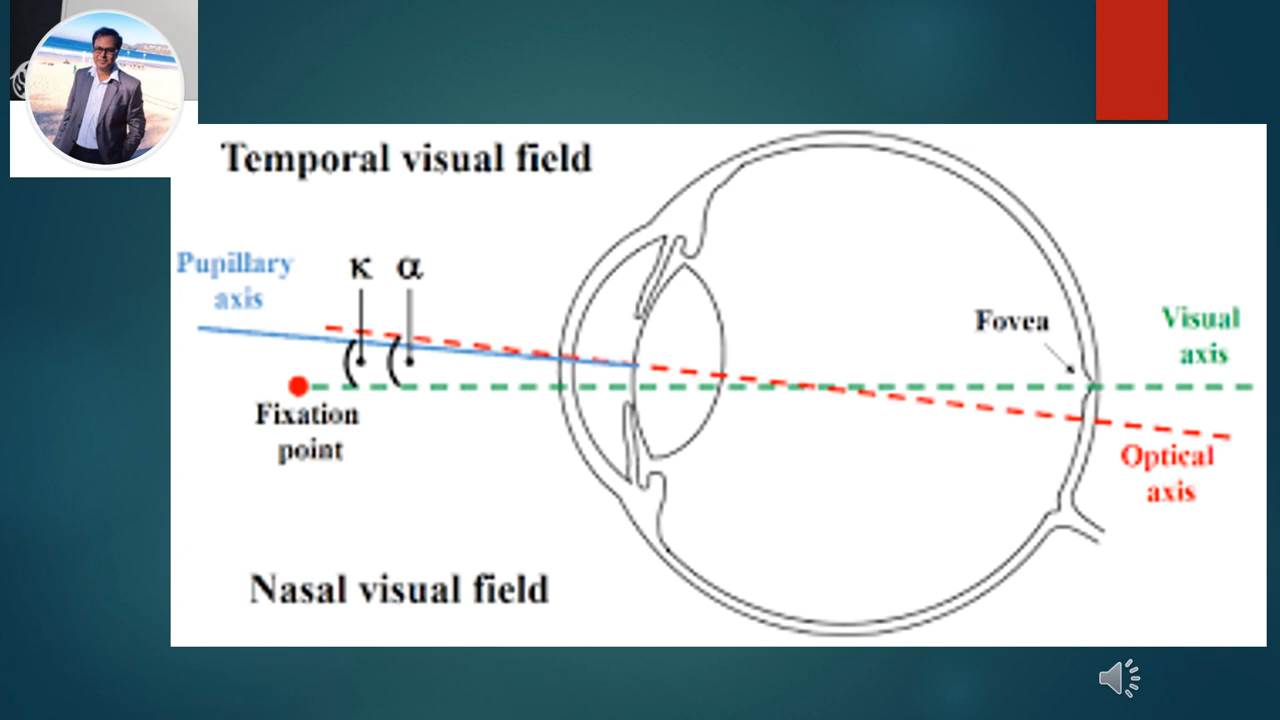 Temporal visual field
Pupillary
axis
κ α
Fovea
Visual
axis
Fixation
point
Optical
axis
Nasal visual field